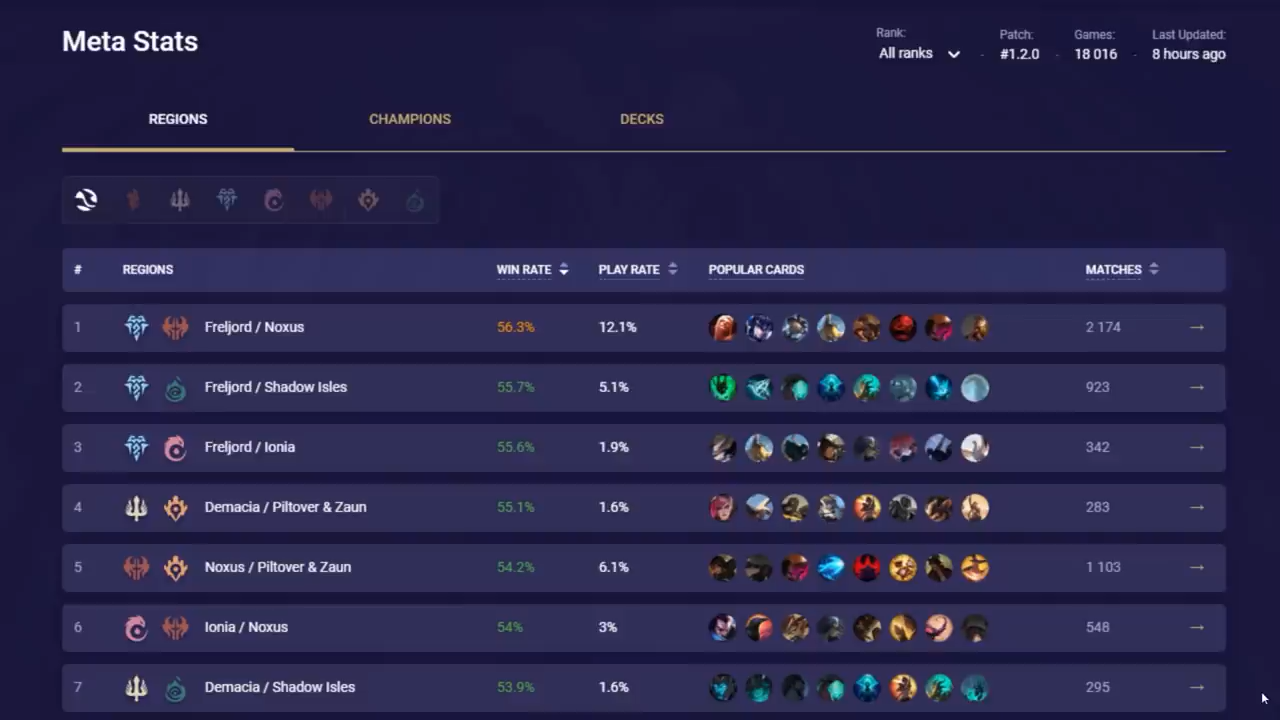 Meta Stats
Rank: Patch: Games: Last Updated:
All ranks - #1.2.0 - 18 016 - 8 hours ago
REGIONS CHAMPIONS DECKS
# REGIONS WIN RATE PLAY RATE POPULAR CARDS MATCHES
1 Freljord / Noxus 56.3% 12.1% 2 174 →
2 Freljord / Shadow Isles 55.7% 5.1% 923 →
3 Freljord / Ionia 55.6% 1.9% 342 →
4 Demacia / Piltover & Zaun 55.1% 1.6% 283 →
5 Noxus / Piltover & Zaun 54.2% 6.1% 1 103 →
6 Ionia / Noxus 54% 3% 548 →
7 Demacia / Shadow Isles 53.9% 1.6% 295 →